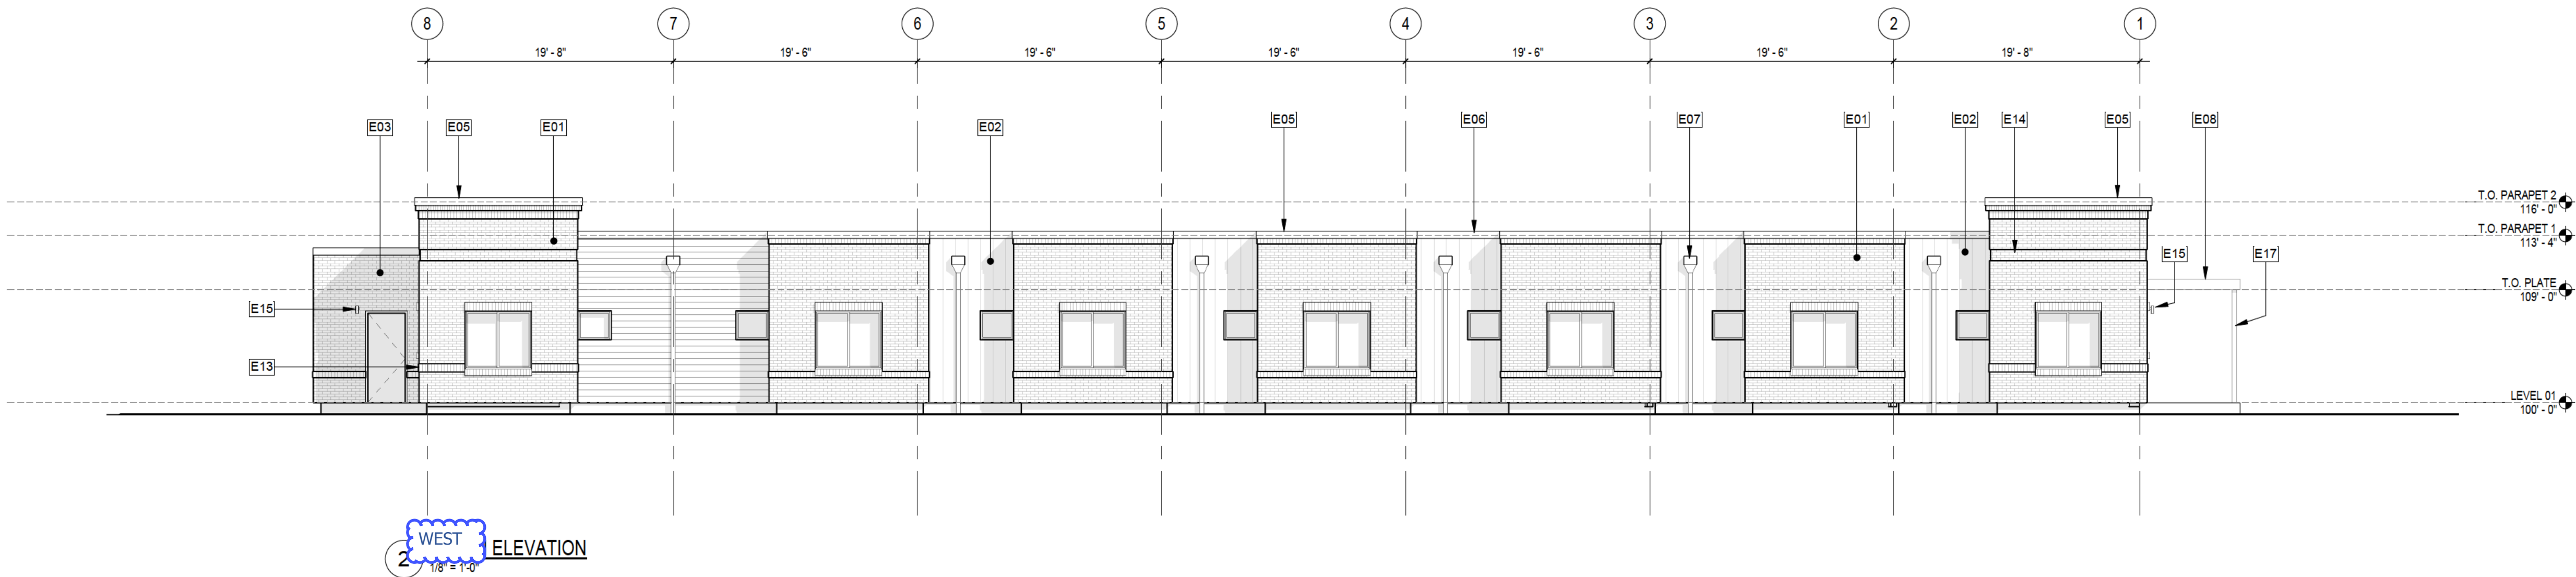 8 7 6 5 4 3 2 1
19' - 8" 19' - 6" 19' - 6" 19' - 6" 19' - 6" 19' - 6" 19' - 8"
E03 E05 E01 E02 E05 E06 E07 E01 E02 E14 E05 E08
T.O. PARAPET 2
116' - 0"
T.O. PARAPET 1
113' - 4"
E15 E17
T.O. PLATE
109' - 0"
E15
E13
LEVEL 01
100' - 0"
2 WEST ELEVATION
1/8" = 1'-0"